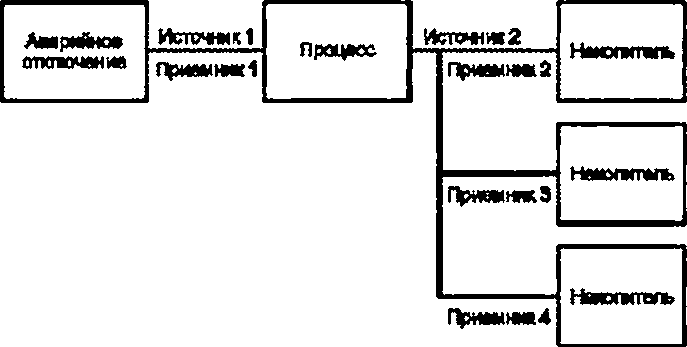 Аварийное
отключение
Источник 1
Приемник 1
Процесс
Источник 2
Приемник 2
Накопитель
Приемник 3
Накопитель
Приемник 4
Накопитель